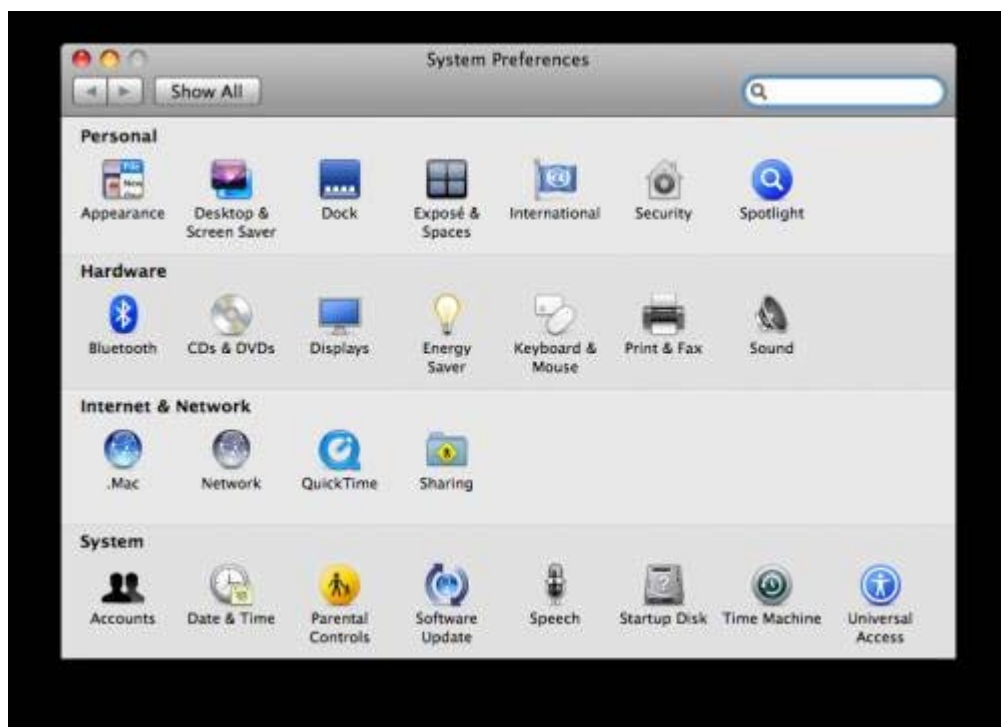 System Preferences
Show All
Personal
Appearance
Desktop &
Screen Saver
Dock
Exposé &
Spaces
International
Security
Spotlight
Hardware
Bluetooth
CDs & DVDs
Displays
Energy
Saver
Keyboard &
Mouse
Print & Fax
Sound
Internet & Network
.Mac
Network
QuickTime
Sharing
System
Accounts
Date & Time
Parental
Controls
Software
Update
Speech
Startup Disk
Time Machine
Universal
Access